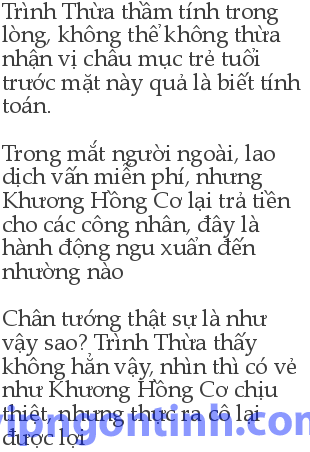 Trình Thừa thầm tính trong
lòng, không thể không thừa
nhận vị châu mục trẻ tuổi
trước mặt này quả là biết tính
toán.
Trong mắt người ngoài, lao
dịch vấn miễn phí, nhưng
Khương Hồng Cơ lại trả tiền
cho các công nhân, đây là
hành động ngu xuẩn đến
nhường nào
Chân tướng thật sự là như
vậy sao? Trình Thừa thấy
không hẳn vậy, nhìn thì có vẻ
như Khương Hồng Cơ chịu
thiệt, nhưng thực ra cô lại
được lợi
vipngontinh.com